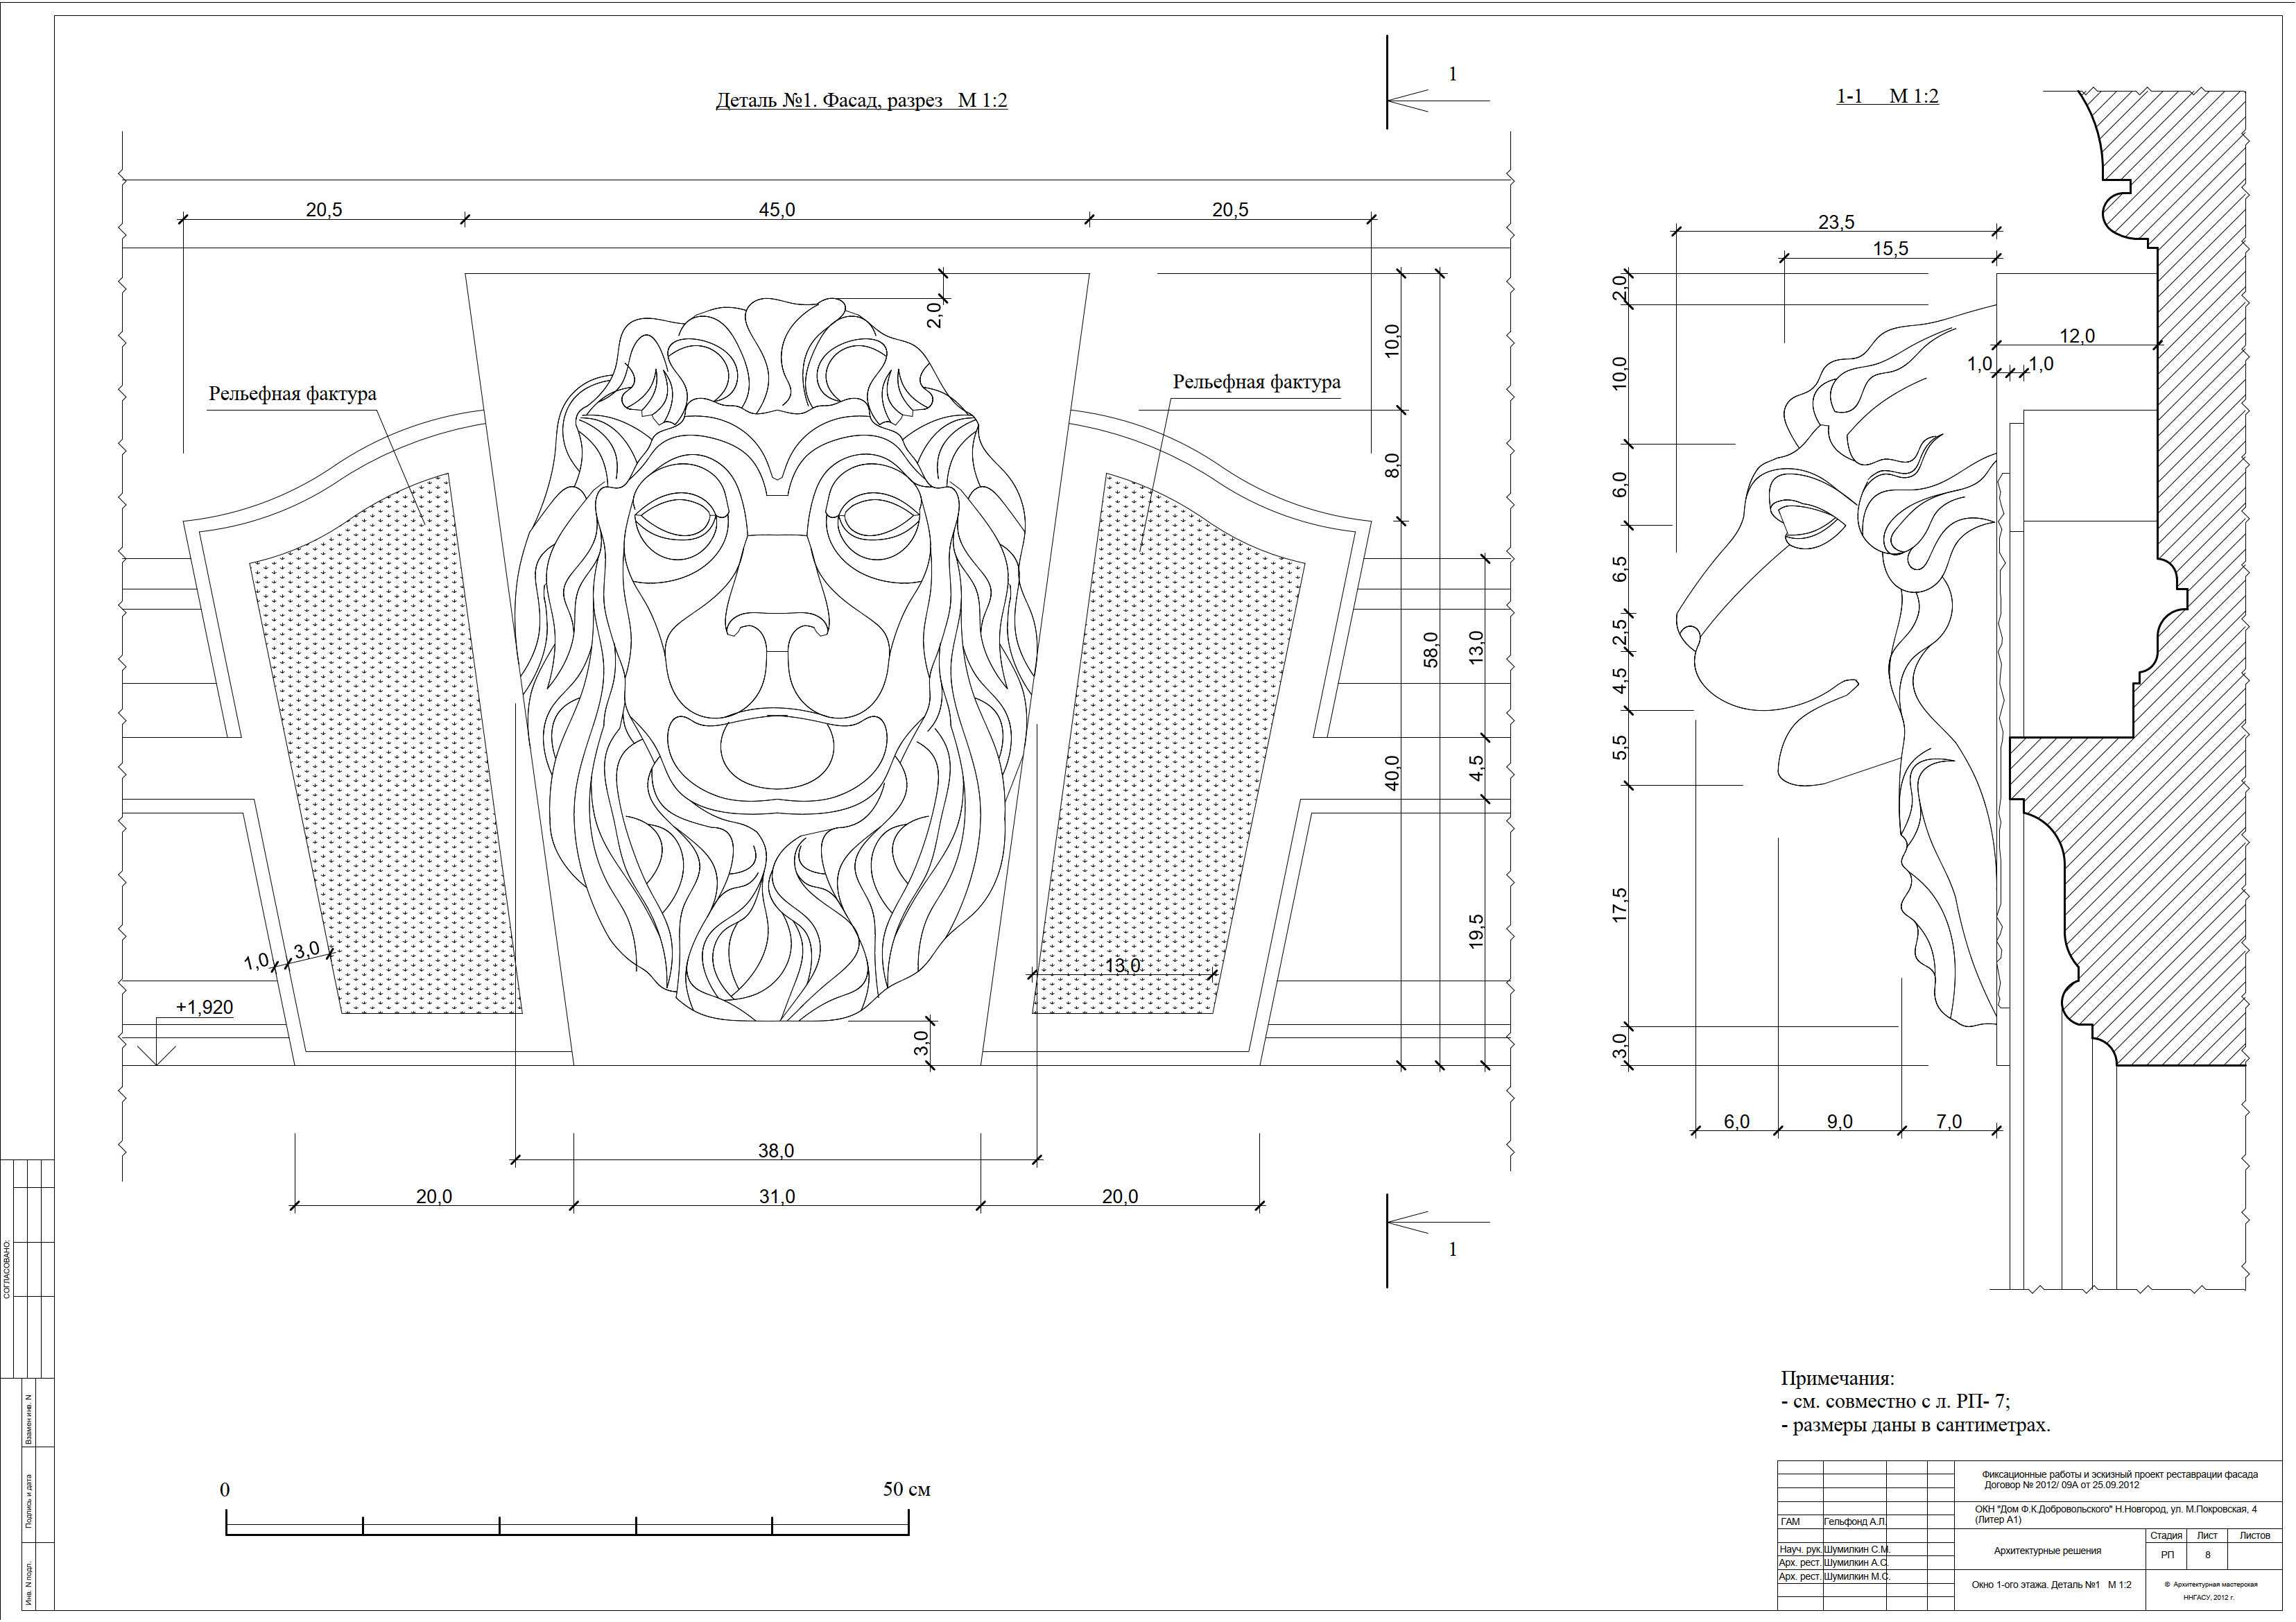 Деталь №1. Фасад, разрез М 1:2
1
1-1 М 1:2
20,5
45,0
20,5
23,5
15,5
2,0
2,0
10,0
10,0
12,0
1,0
1,0
Рельефная фактура
Рельефная фактура
8,0
6,0
6,5
58,0
13,0
2,5
4,5
5,5
40,0
4,5
17,5
19,5
1,0
3,0
13,0
+1,920
3,0
3,0
6,0
9,0
7,0
38,0
20,0
31,0
20,0
1
СОГЛАСОВАНО:
Взамен инв. N
Подпись и дата
Инв. N подл.
0
50 см
Примечания:
- см. совместно с л. РП- 7;
- размеры даны в сантиметрах.
Фиксационные работы и эскизный проект реставрации фасада
Договор № 2012/ 09А от 25.09.2012
ОКН "Дом Ф.К.Добровольского" Н.Новгород, ул. М.Покровская, 4
(Литер А1)
ГАМ Гельфонд А.Л.
Науч. рук. Шумилкин С.М.
Арх. рест. Шумилкин А.С.
Арх. рест. Шумилкин М.С.
Архитектурные решения
Стадия Лист Листов
РП 8
Окно 1-ого этажа. Деталь №1 М 1:2
© Архитектурная мастерская
ННГАСУ, 2012 г.